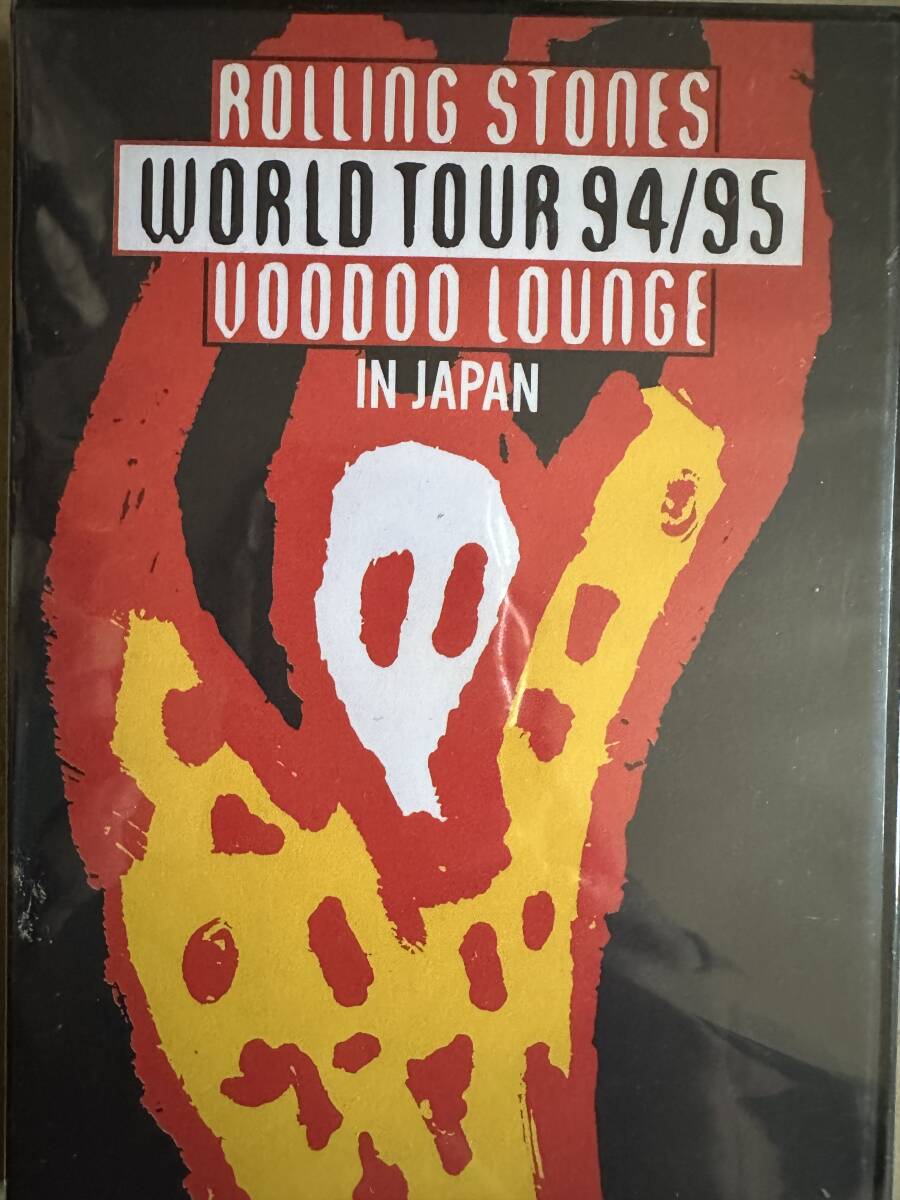 ROLLING STONES
WORLD TOUR 94/95
VOODOO LOUNGE
IN JAPAN